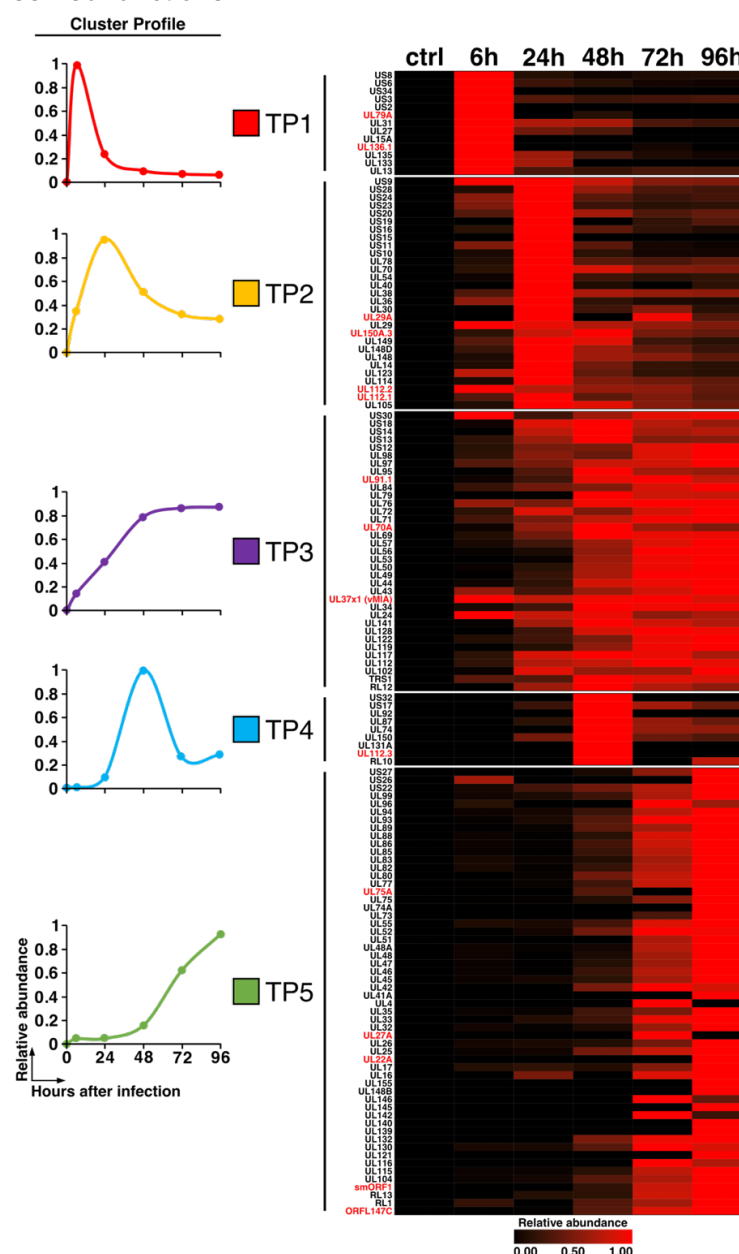 Cluster Profile
ctrl 6h 24h 48h 72h 96h
1
0.8
0.6
0.4
0.2
0
TP1
US8
US6
US34
US3
US2
UL79A
UL31
UL27
UL15A
UL136.1
UL135
UL133
UL13
1
0.8
0.6
0.4
0.2
0
TP2
US9
US28
US24
US23
US20
US19
US16
US15
US11
US10
UL78
UL70
UL54
UL40
UL38
UL36
UL30
UL29A
UL29
UL150A.3
UL149
UL148D
UL148
UL14
UL123
UL114
UL112.2
UL112.1
UL105
1
0.8
0.6
0.4
0.2
0
TP3
US30
US18
US14
US13
US12
UL98
UL97
UL95
UL91.1
UL84
UL79
UL76
UL72
UL71
UL70A
UL69
UL57
UL56
UL53
UL50
UL49
UL44
UL43
UL37x1 (vMIA)
UL34
UL24
UL141
UL128
UL122
UL119
UL117
UL112
UL102
TRS1
RL12
1
0.8
0.6
0.4
0.2
0
TP4
US32
US17
UL92
UL87
UL74
UL150
UL131A
UL112.3
RL10
1
0.8
0.6
0.4
0.2
0
0 24 48 72 96
Relative abundance
Hours after infection
TP5
US27
US26
US22
UL99
UL96
UL94
UL93
UL89
UL88
UL86
UL85
UL83
UL82
UL80
UL77
UL75A
UL75
UL74A
UL73
UL55
UL52
UL51
UL48A
UL48
UL47
UL46
UL45
UL42
UL41A
UL4
UL35
UL33
UL32
UL27A
UL26
UL25
UL22A
UL17
UL16
UL155
UL148B
UL146
UL145
UL142
UL140
UL139
UL132
UL130
UL121
UL116
UL115
UL104
smORF1
RL13
RL1
ORFL147C
Relative abundance
0.00 0.50 1.00